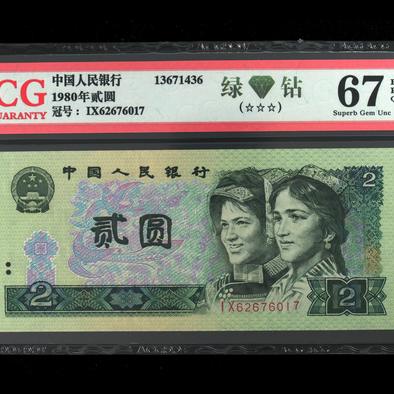 CG
GUARANTY
中国人民银行
1980年贰圆
冠号： IX62676017
13671436
绿 钻
(☆☆☆)
67
Superb Gem Unc
中国人民银行
2
贰圆
2
IX62676017
2